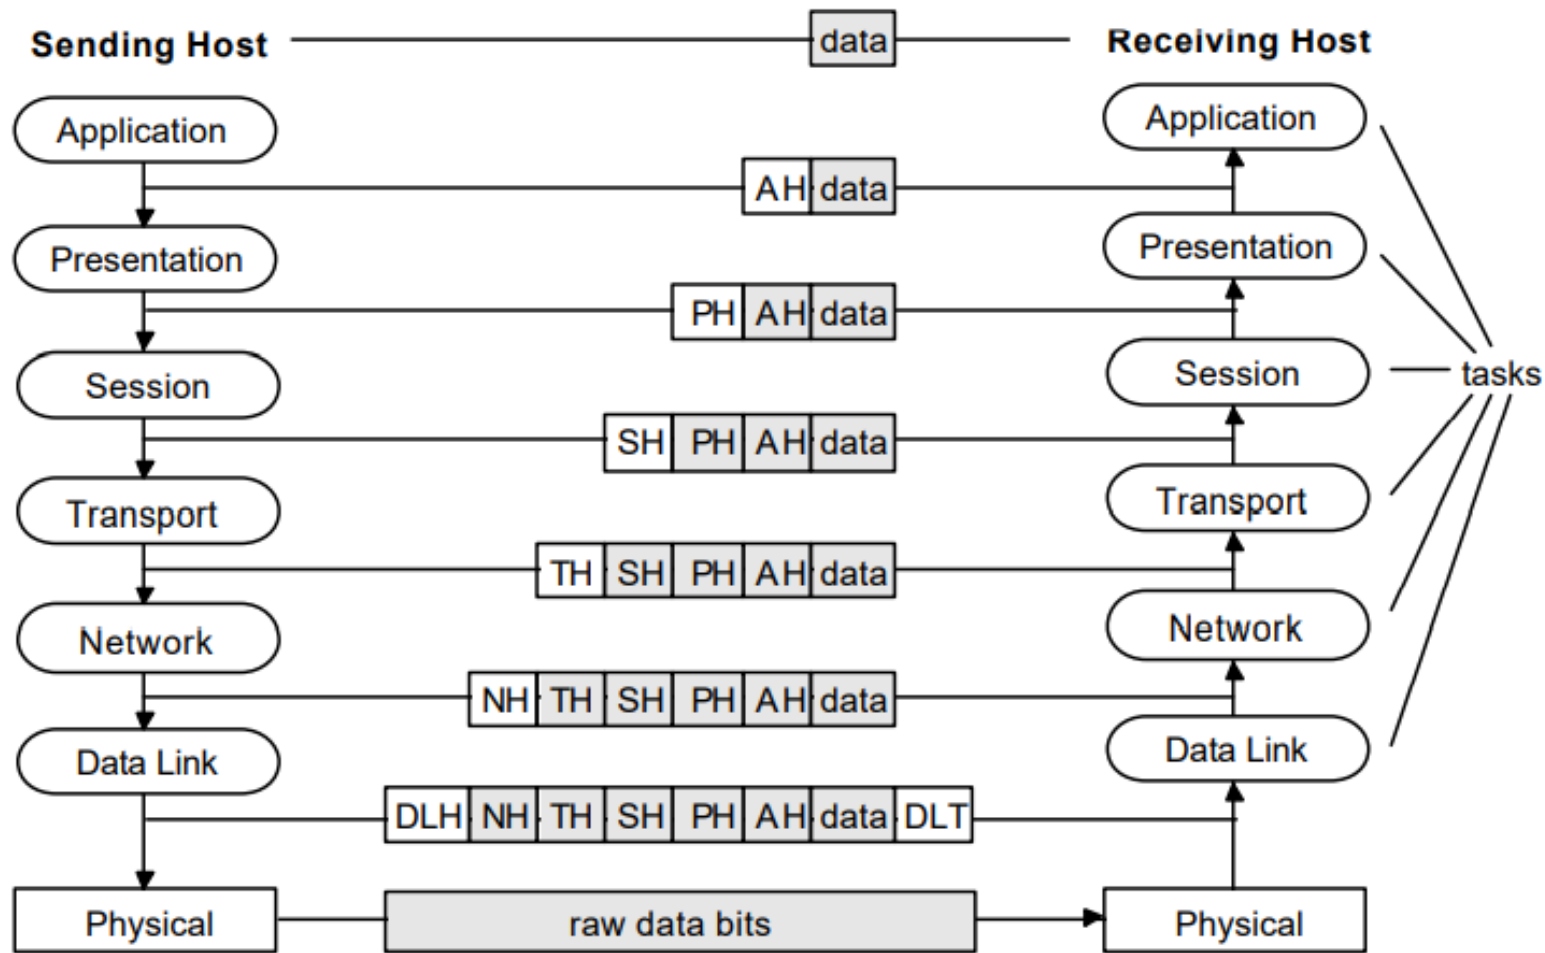 Sending Host data Receiving Host
Application Application
AH data
Presentation Presentation
PH AH data
Session Session tasks
SH PH AH data
Transport Transport
TH SH PH AH data
Network Network
NH TH SH PH AH data
Data Link Data Link
DLH NH TH SH PH AH data DLT
Physical raw data bits Physical